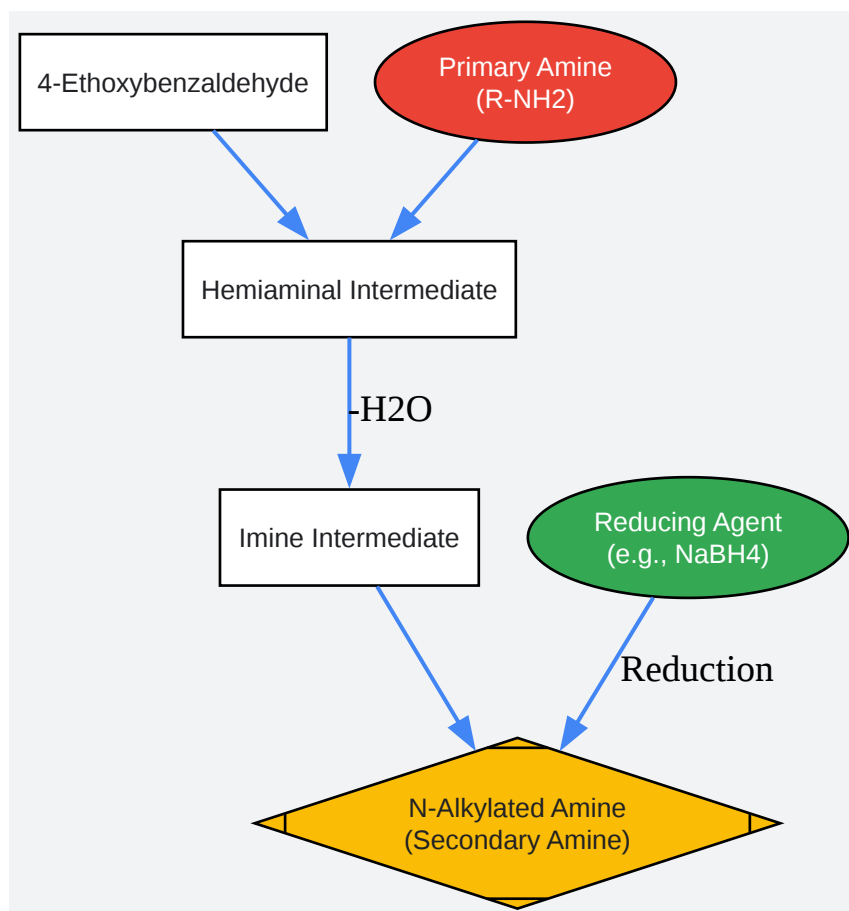 4-Ethoxybenzaldehyde
Primary Amine
(R-NH2)
Hemiaminal Intermediate
-H2O
Imine Intermediate
Reducing Agent
(e.g., NaBH4)
Reduction
N-Alkylated Amine
(Secondary Amine)